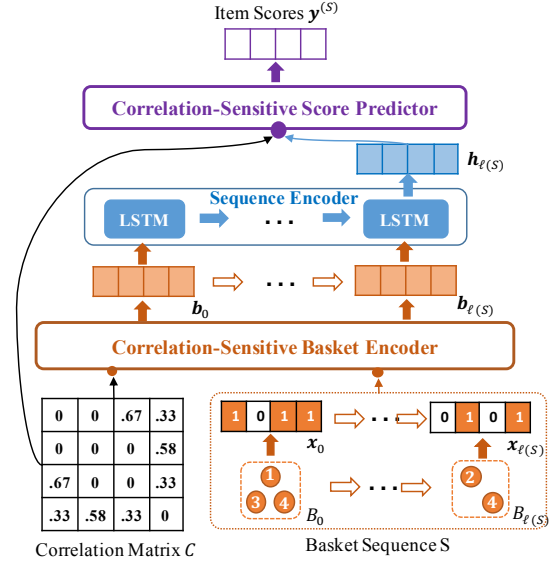 Item Scores y^(S)
Correlation-Sensitive Score Predictor
h_ℓ(S)
Sequence Encoder
LSTM ... LSTM
...
b_0 b_ℓ(S)
Correlation-Sensitive Basket Encoder
0 0 .67 .33
0 0 0 .58
.67 0 0 .33
.33 .58 .33 0
Correlation Matrix C
1 0 1 1 ... 0 1 0 1
x_0 x_ℓ(S)
1 2
3 4 ... 4
B_0 B_ℓ(S)
Basket Sequence S